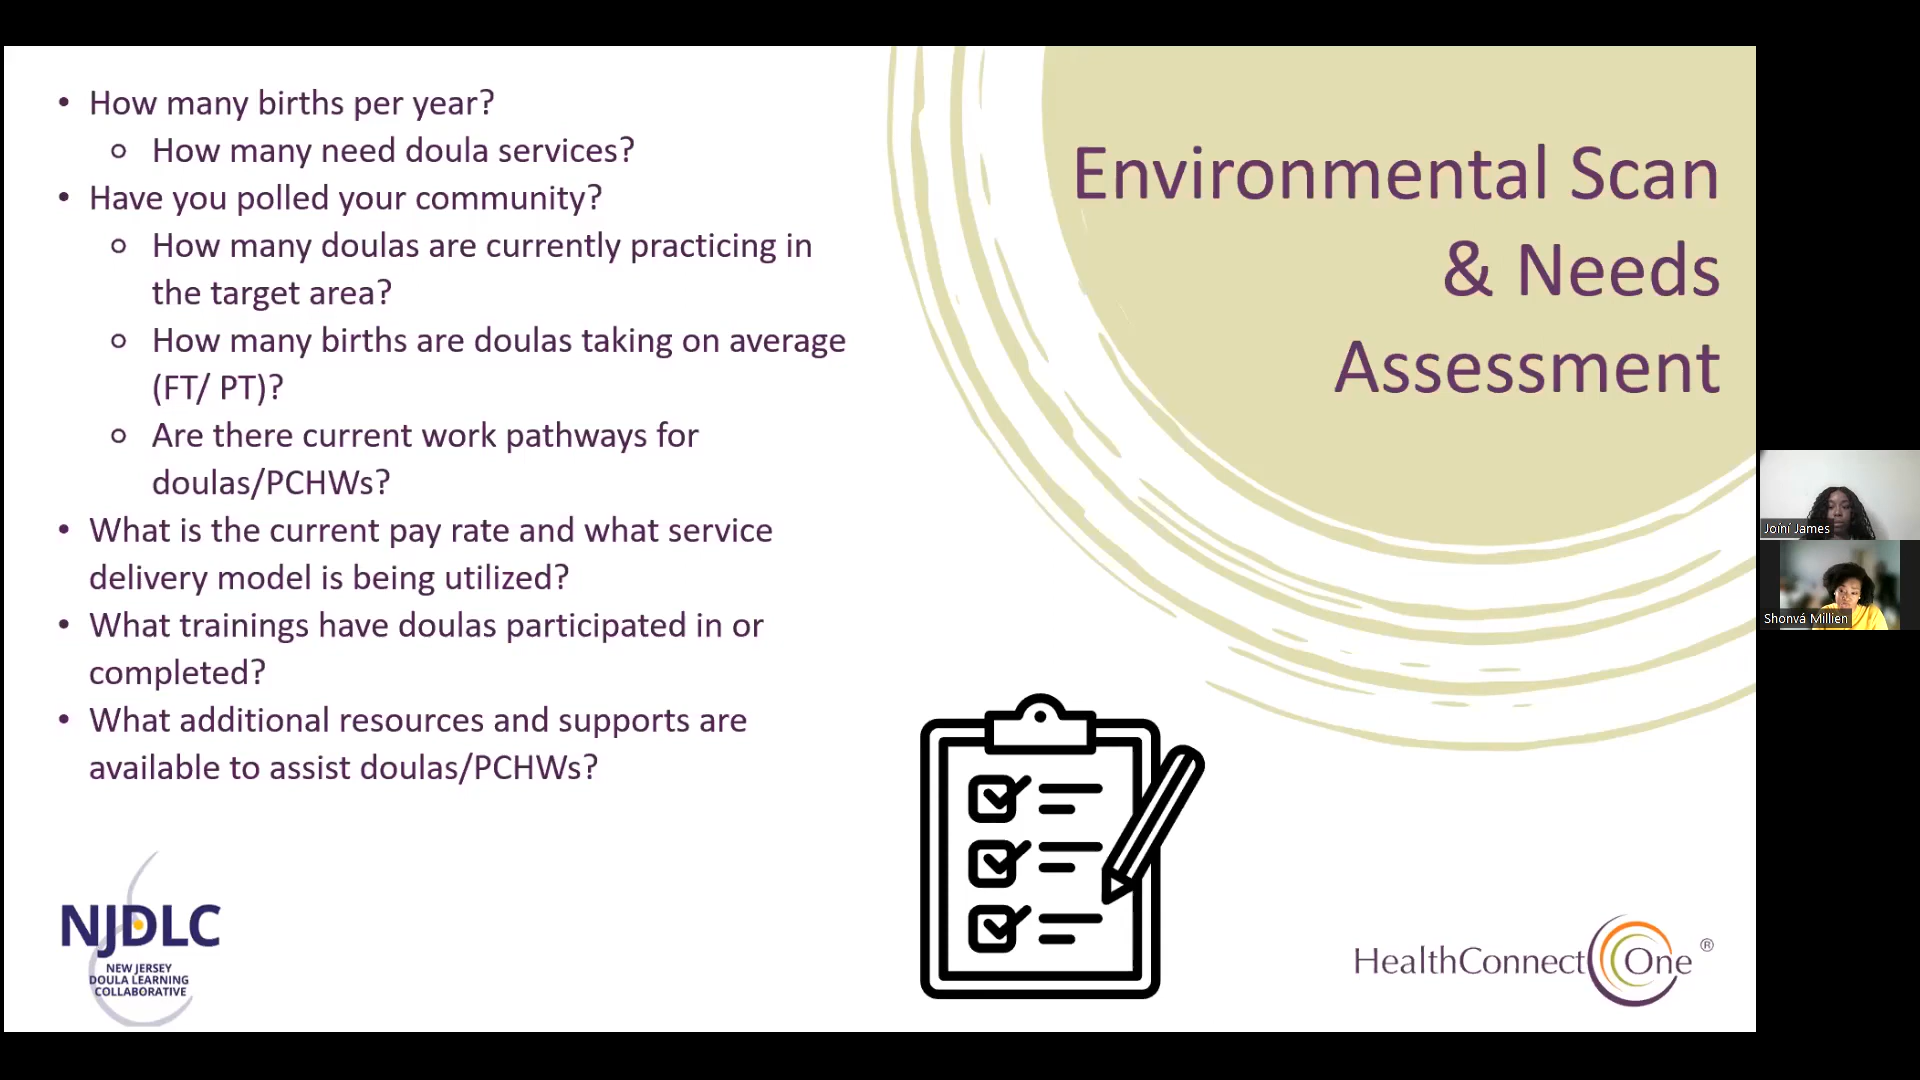 • How many births per year?
○ How many need doula services?
• Have you polled your community?
○ How many doulas are currently practicing in
the target area?
○ How many births are doulas taking on average
(FT/ PT)?
○ Are there current work pathways for
doulas/PCHWs?
• What is the current pay rate and what service
delivery model is being utilized?
• What trainings have doulas participated in or
completed?
• What additional resources and supports are
available to assist doulas/PCHWs?
Environmental Scan
& Needs
Assessment
NJDLC
NEW JERSEY
DOULA LEARNING
COLLABORATIVE
HealthConnect One ®
Joíní James
Shonvá Millien